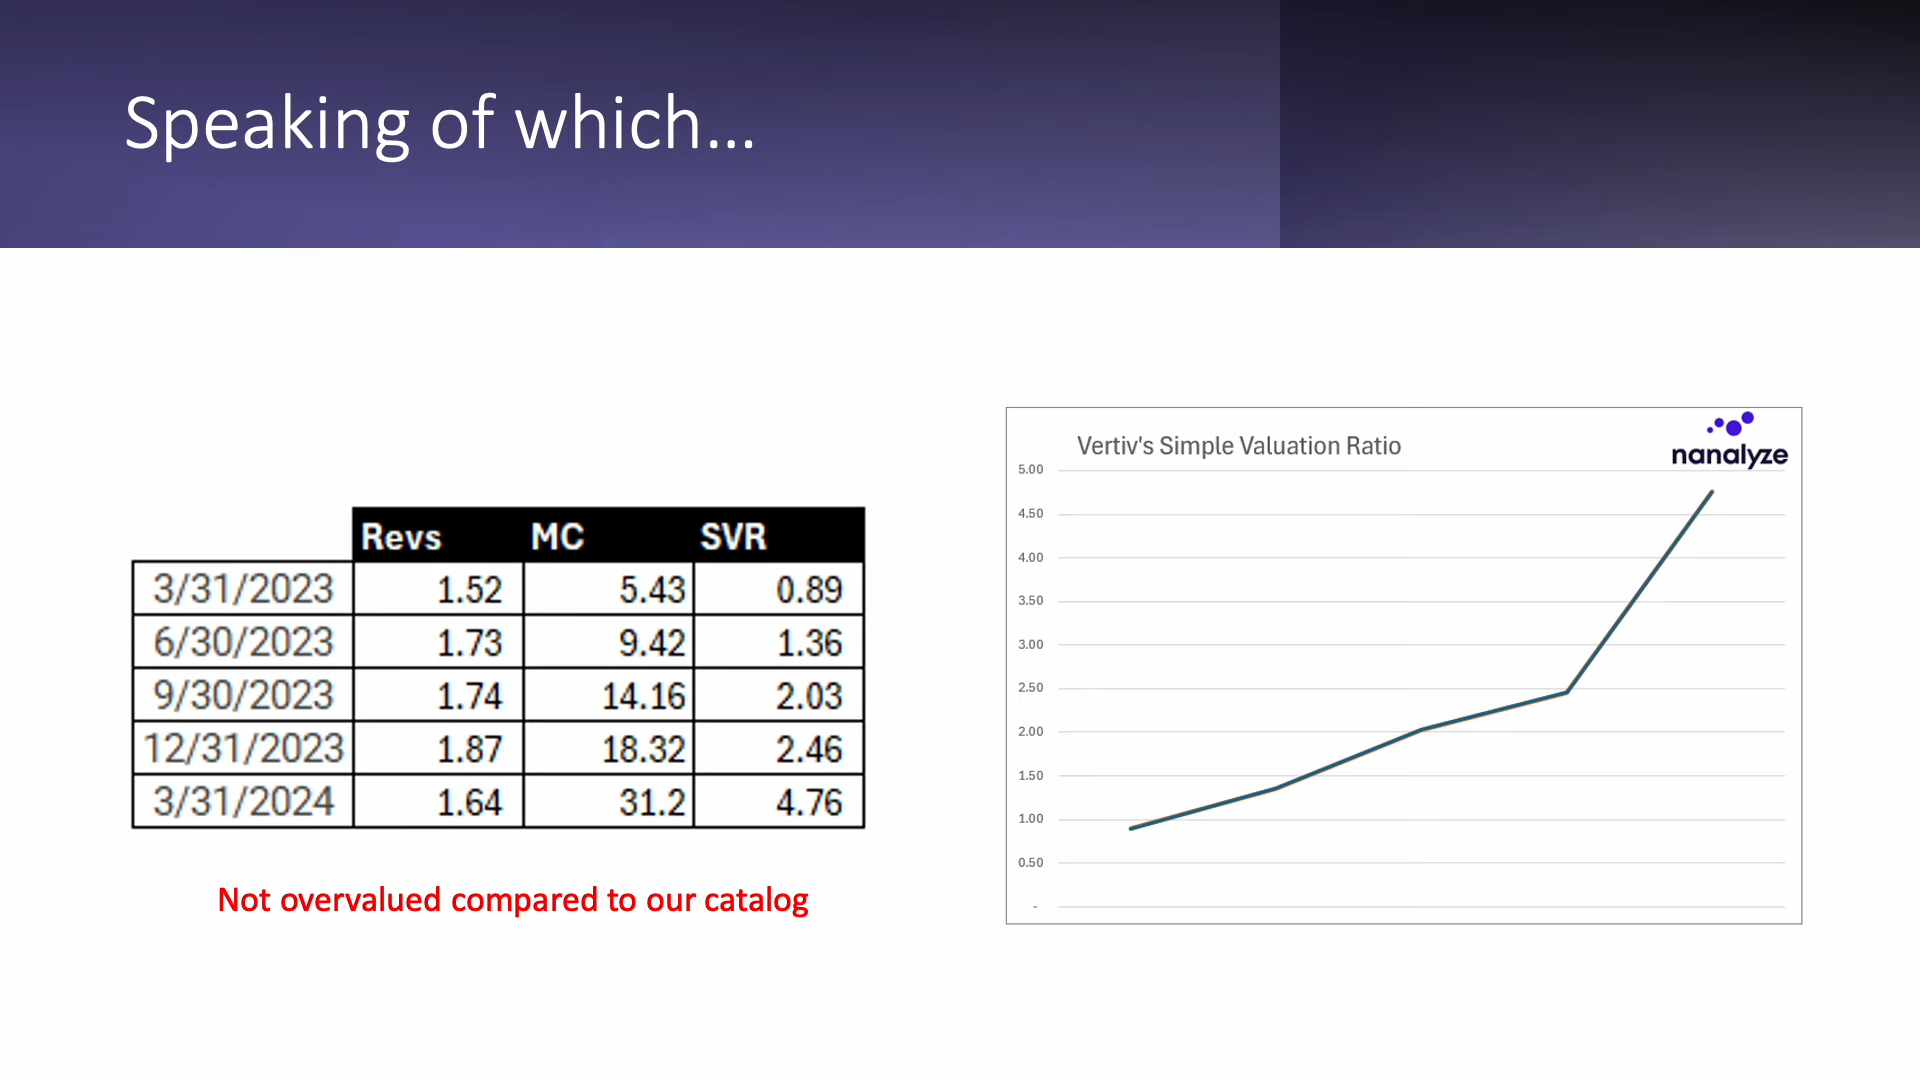 Speaking of which...
Revs MC SVR
3/31/2023 1.52 5.43 0.89
6/30/2023 1.73 9.42 1.36
9/30/2023 1.74 14.16 2.03
12/31/2023 1.87 18.32 2.46
3/31/2024 1.64 31.2 4.76
Not overvalued compared to our catalog
Vertiv's Simple Valuation Ratio
nanalyze
5.00
4.50
4.00
3.50
3.00
2.50
2.00
1.50
1.00
0.50
-